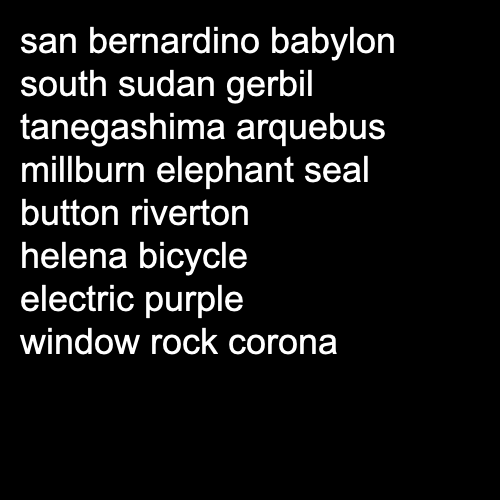 san bernardino babylon
south sudan gerbil
tanegashima arquebus
millburn elephant seal
button riverton
helena bicycle
electric purple
window rock corona